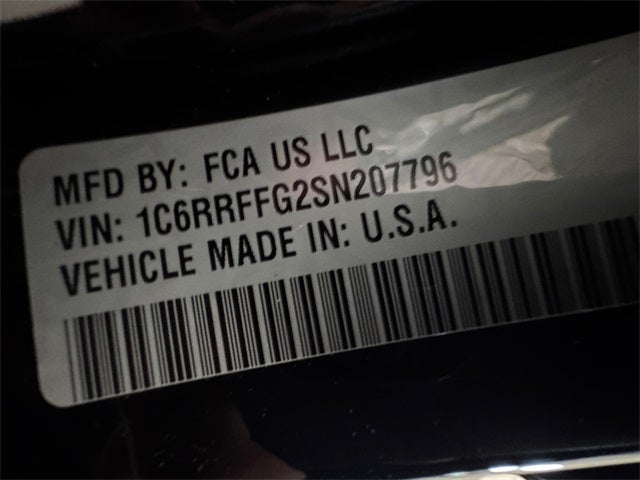 MFD BY: FCA US LLC
VIN: 1C6RRFFG2SN207796
VEHICLE MADE IN: U.S.A.